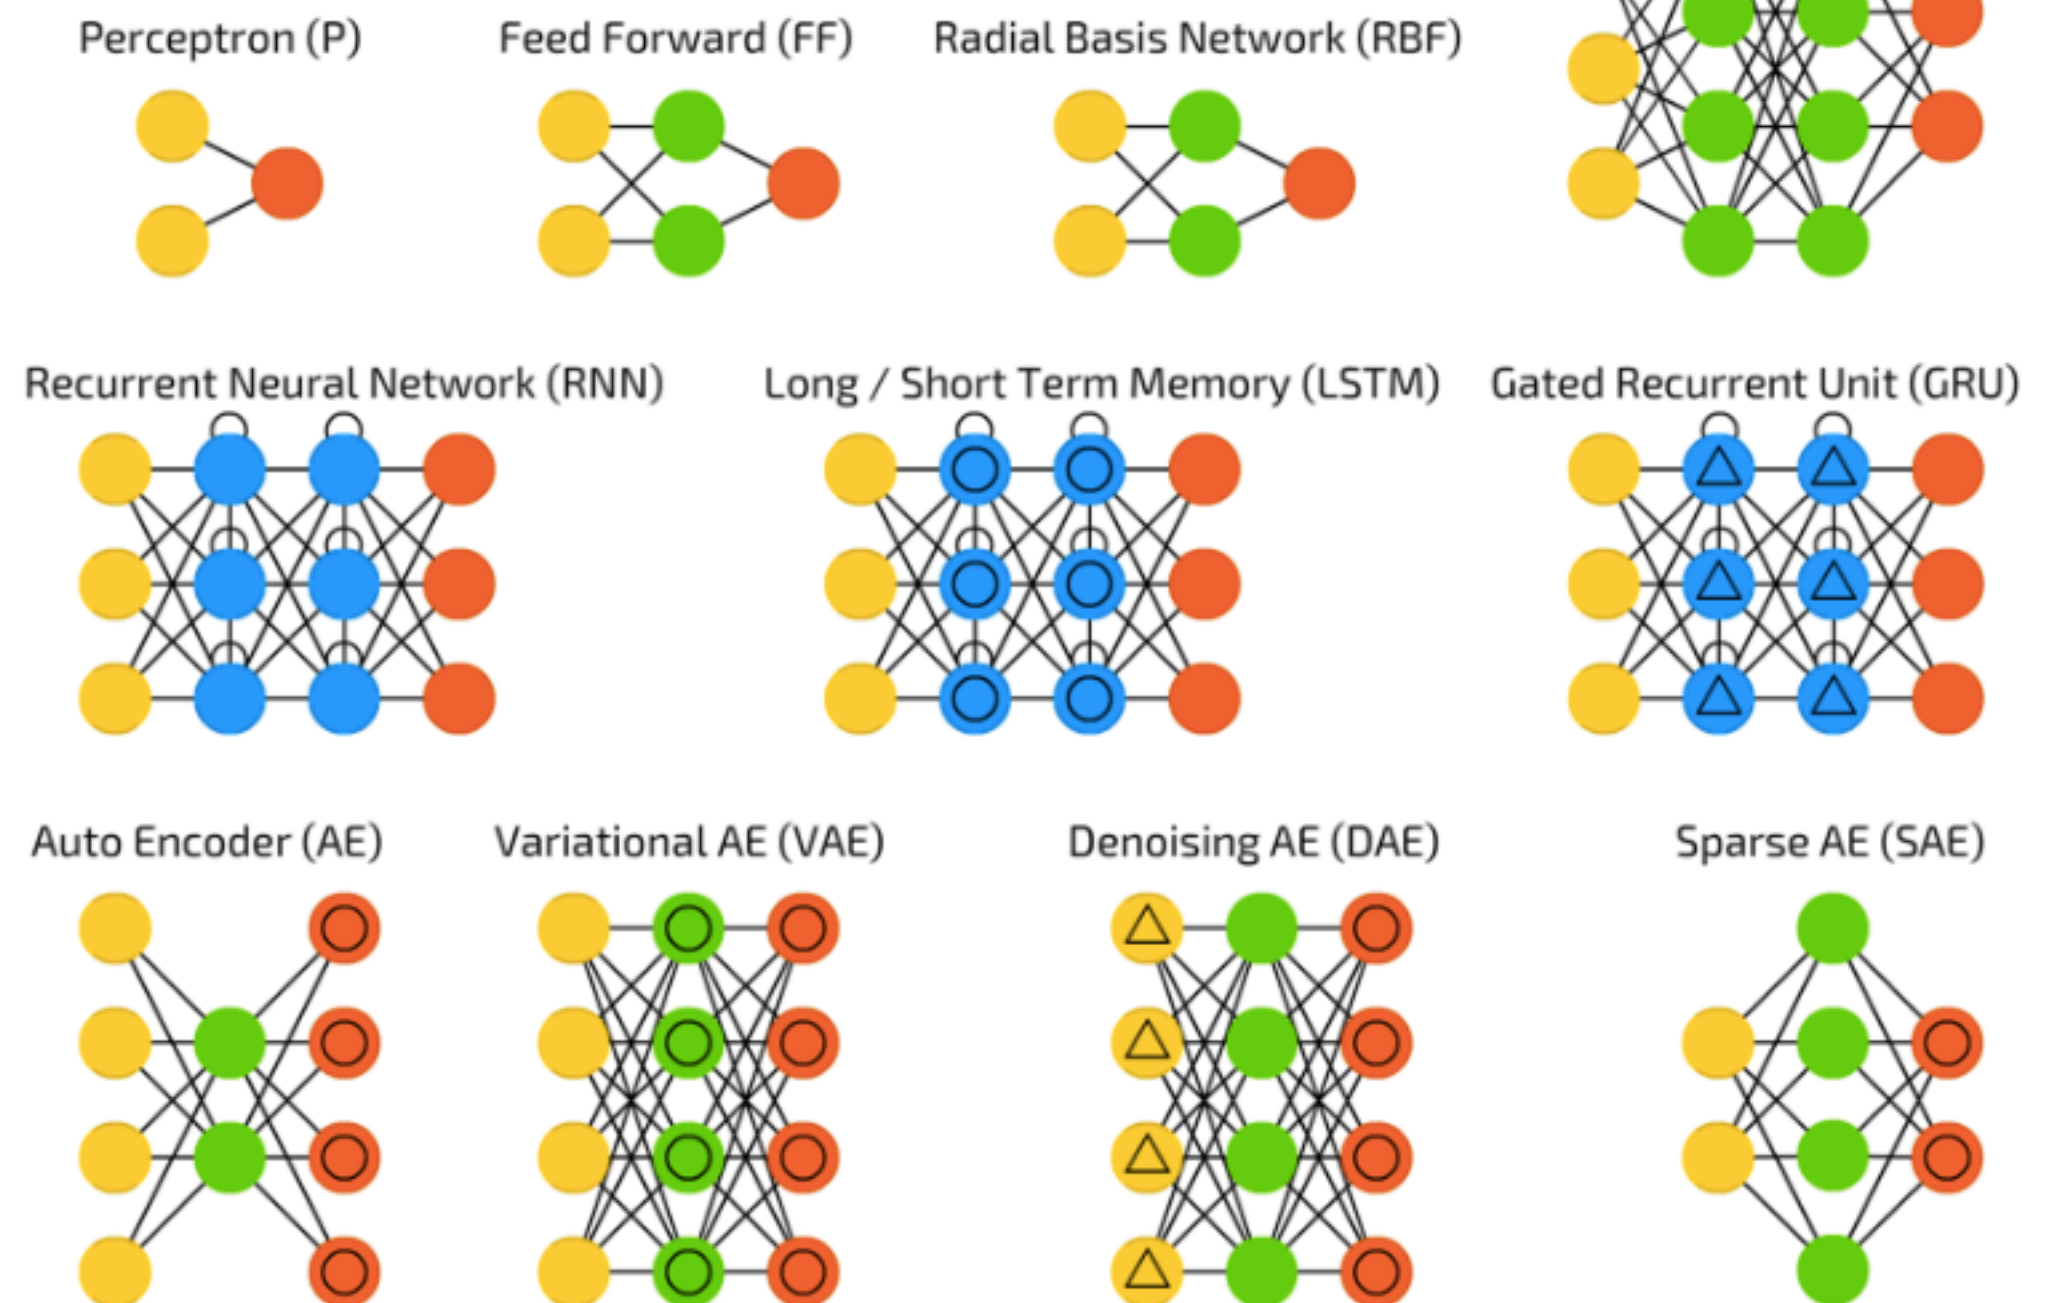 Perceptron (P)
Feed Forward (FF)
Radial Basis Network (RBF)
Recurrent Neural Network (RNN)
Long / Short Term Memory (LSTM)
Gated Recurrent Unit (GRU)
Auto Encoder (AE)
Variational AE (VAE)
Denoising AE (DAE)
Sparse AE (SAE)